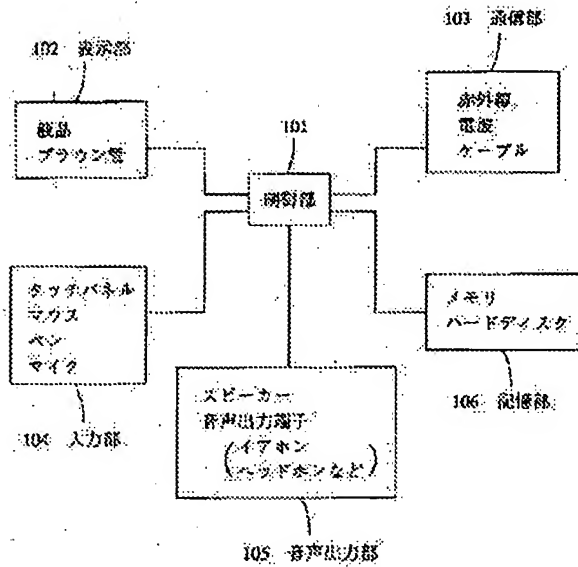 102 表示部
液晶
ブラウン管
103 通信部
赤外線
電波
ケーブル
101
制御部
タッチパネル
マウス
ペン
マイク
104 入力部
メモリ
ハードディスク
106 記憶部
スピーカー
音声出力端子
(イアホン
ヘッドホンなど)
105 音声出力部